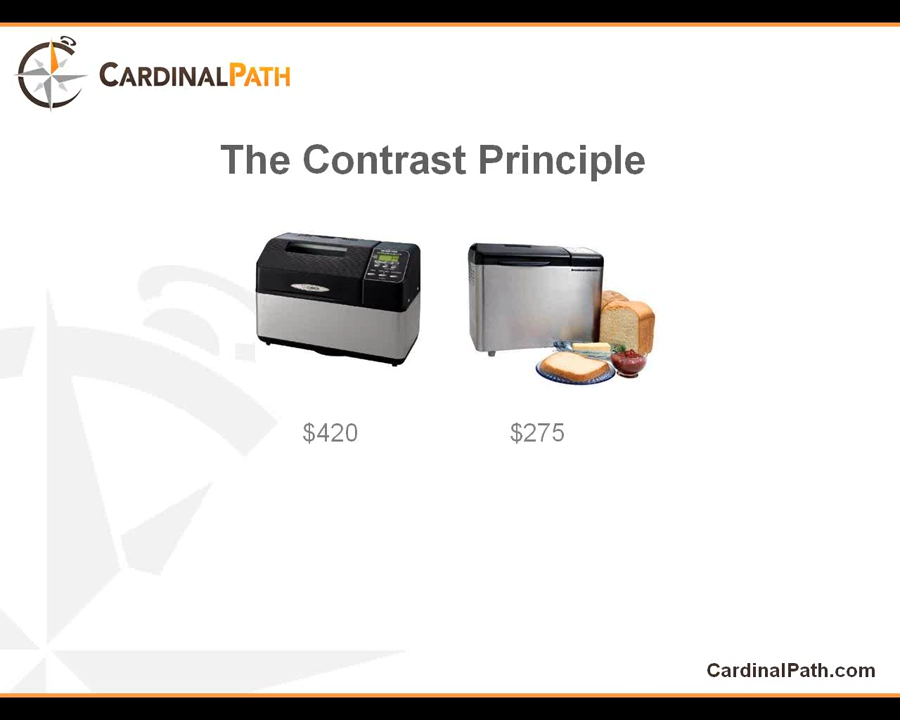 CARDINALPATH
The Contrast Principle
$420
$275
CardinalPath.com